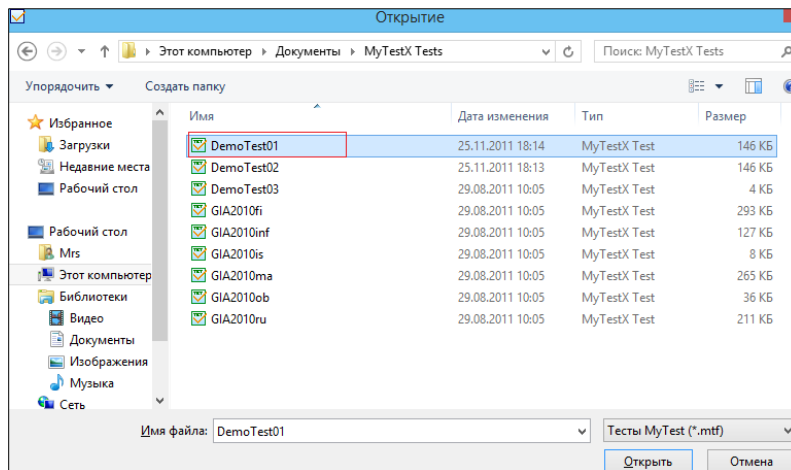 Открытие
Этот компьютер Документы MyTestX Tests Поиск: MyTestX Tests
Упорядочить Создать папку
Имя Дата изменения Тип Размер
Избранное
Загрузки
Недавние места
Рабочий стол
Рабочий стол
Mrs
Этот компьютер
Библиотеки
Видео
Документы
Изображения
Музыка
Сеть
DemoTest01 25.11.2011 18:14 MyTestX Test 146 КБ
DemoTest02 25.11.2011 18:13 MyTestX Test 146 КБ
DemoTest03 29.08.2011 10:05 MyTestX Test 4 КБ
GIA2010fi 29.08.2011 10:05 MyTestX Test 293 КБ
GIA2010inf 29.08.2011 10:05 MyTestX Test 127 КБ
GIA2010is 29.08.2011 10:05 MyTestX Test 8 КБ
GIA2010ma 29.08.2011 10:05 MyTestX Test 265 КБ
GIA2010ob 29.08.2011 10:05 MyTestX Test 36 КБ
GIA2010ru 29.08.2011 10:05 MyTestX Test 211 КБ
Имя файла: DemoTest01 Тесты MyTest (*.mtf)
Открыть Отмена